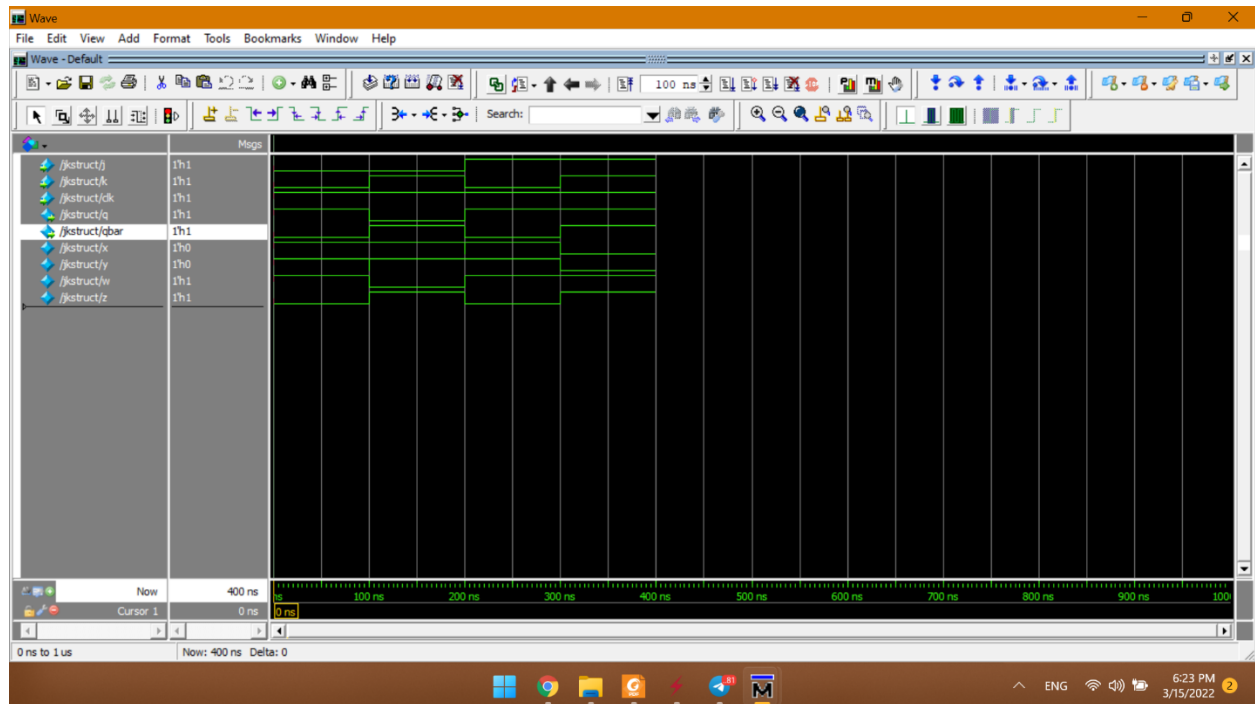 Wave
File Edit View Add Format Tools Bookmarks Window Help
Wave - Default
100 ns
Search:
Msgs
/jkstruct/j 1'h1
/jkstruct/k 1'h1
/jkstruct/clk 1'h1
/jkstruct/q 1'h1
/jkstruct/qbar 1'h1
/jkstruct/x 1'h0
/jkstruct/y 1'h0
/jkstruct/w 1'h1
/jkstruct/z 1'h1
Now 400 ns ns 100 ns 200 ns 300 ns 400 ns 500 ns 600 ns 700 ns 800 ns 900 ns 100
Cursor 1 0 ns 0 ns
0 ns to 1 us Now: 400 ns Delta: 0
81
ENG 6:23 PM 2
3/15/2022